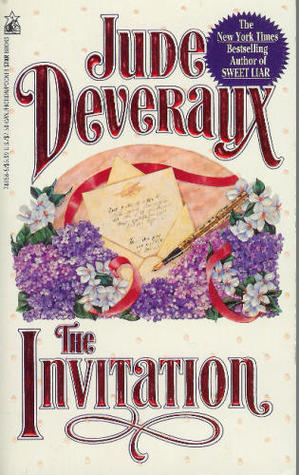 Jude
Deveraux
The
New York Times
Bestselling
Author of
SWEET LIAR
The
Invitation